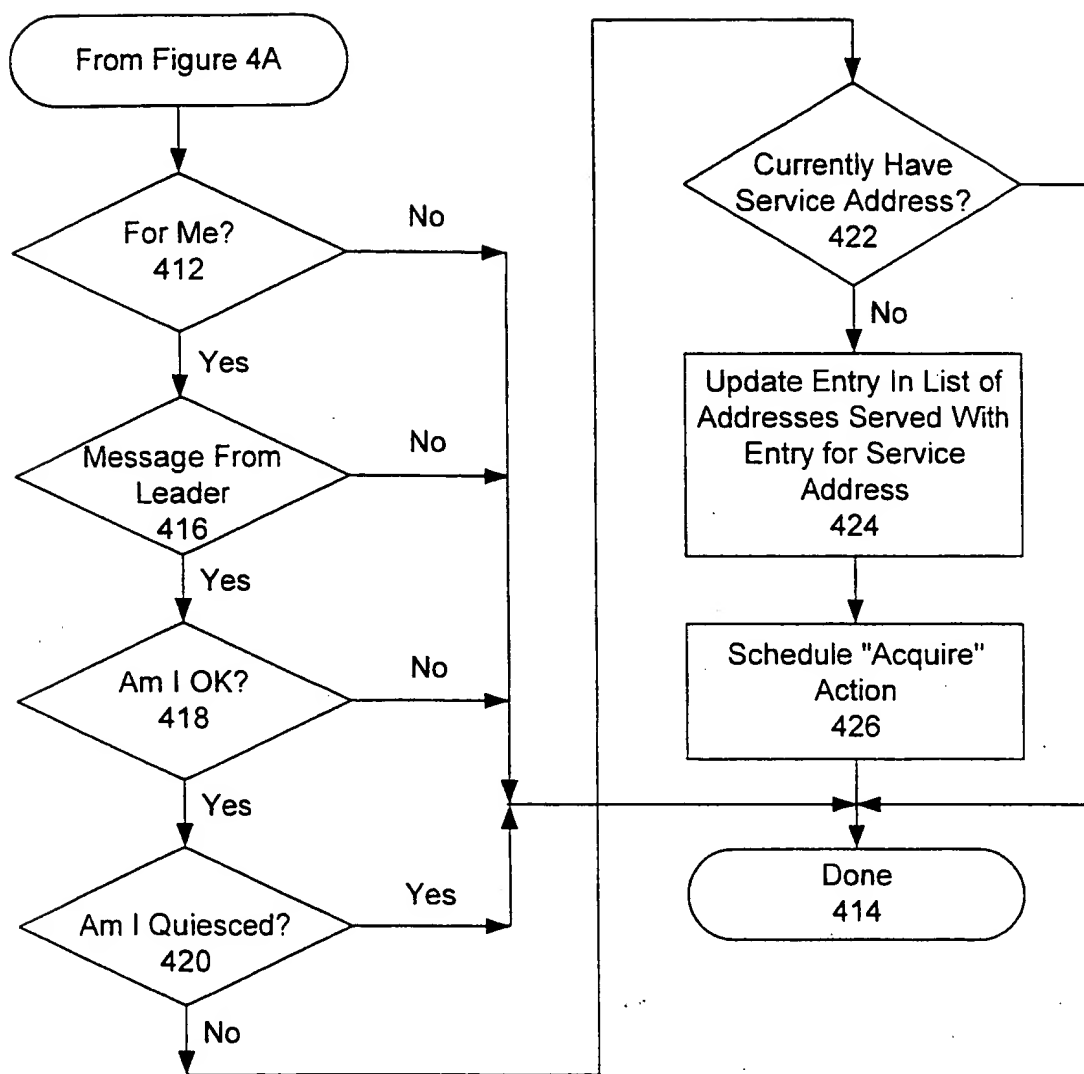 From Figure 4A
For Me?
412
No
Yes
Message From
Leader
416
No
Yes
Am I OK?
418
No
Yes
Am I Quiesced?
420
Yes
No
Currently Have
Service Address?
422
No
Update Entry In List of
Addresses Served With
Entry for Service
Address
424
Schedule "Acquire"
Action
426
Done
414